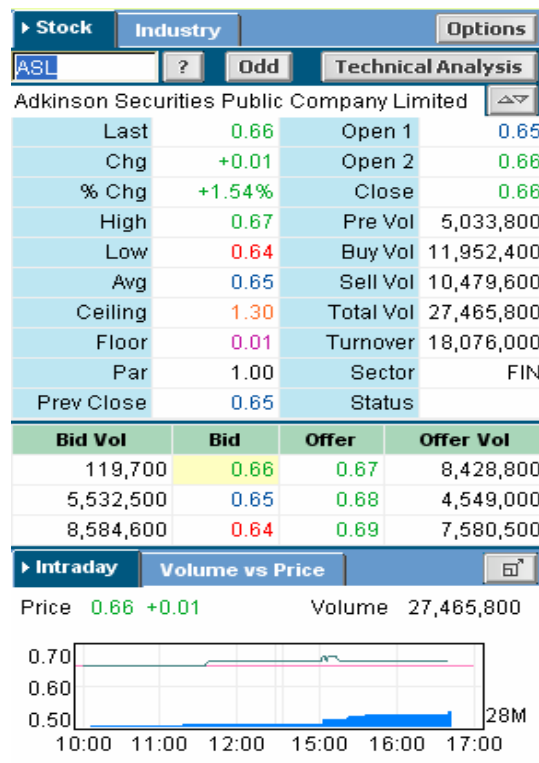 Stock Industry Options
ASL ? Odd Technical Analysis
Adkinson Securities Public Company Limited
Last 0.66 Open 1 0.65
Chg +0.01 Open 2 0.66
% Chg +1.54% Close 0.66
High 0.67 Pre Vol 5,033,800
Low 0.64 Buy Vol 11,952,400
Avg 0.65 Sell Vol 10,479,600
Ceiling 1.30 Total Vol 27,465,800
Floor 0.01 Turnover 18,076,000
Par 1.00 Sector FIN
Prev Close 0.65 Status
Bid Vol Bid Offer Offer Vol
119,700 0.66 0.67 8,428,800
5,532,500 0.65 0.68 4,549,000
8,584,600 0.64 0.69 7,580,500
Intraday Volume vs Price
Price 0.66 +0.01 Volume 27,465,800
0.70
0.60
0.50 28M
10:00 11:00 12:00 15:00 16:00 17:00